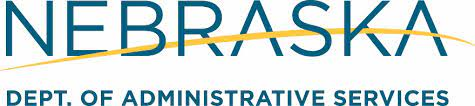 NEBRASKA
DEPT. OF ADMINISTRATIVE SERVICES